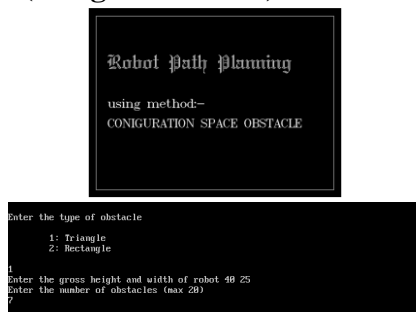 Robot Path Planning
using method:-
CONIGURATION SPACE OBSTACLE
Enter the type of obstacle
1: Triangle
2: Rectangle
1
Enter the gross height and width of robot 40 25
Enter the number of obstacles (max 20)
7